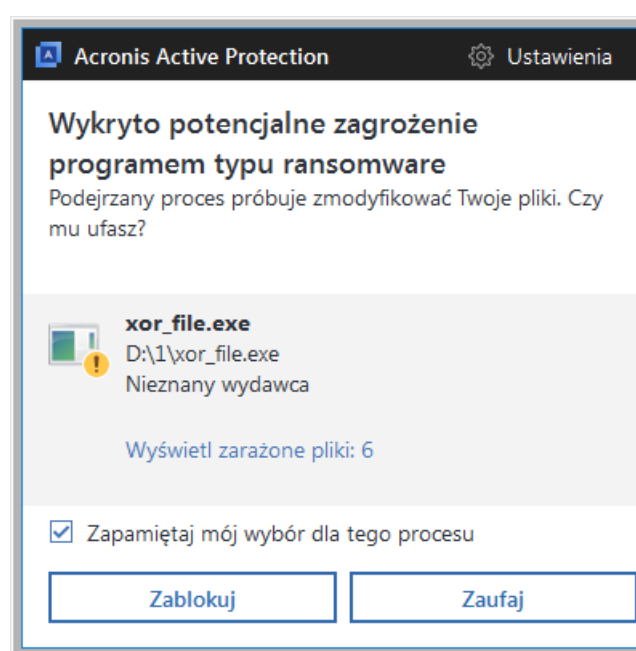 Acronis Active Protection
Ustawienia
Wykryto potencjalne zagrożenie
programem typu ransomware
Podejrzany proces próbuje zmodyfikować Twoje pliki. Czy
mu ufasz?
xor_file.exe
D:\1\xor_file.exe
Nieznany wydawca
Wyświetl zarażone pliki: 6
Zapamiętaj mój wybór dla tego procesu
Zablokuj
Zaufaj